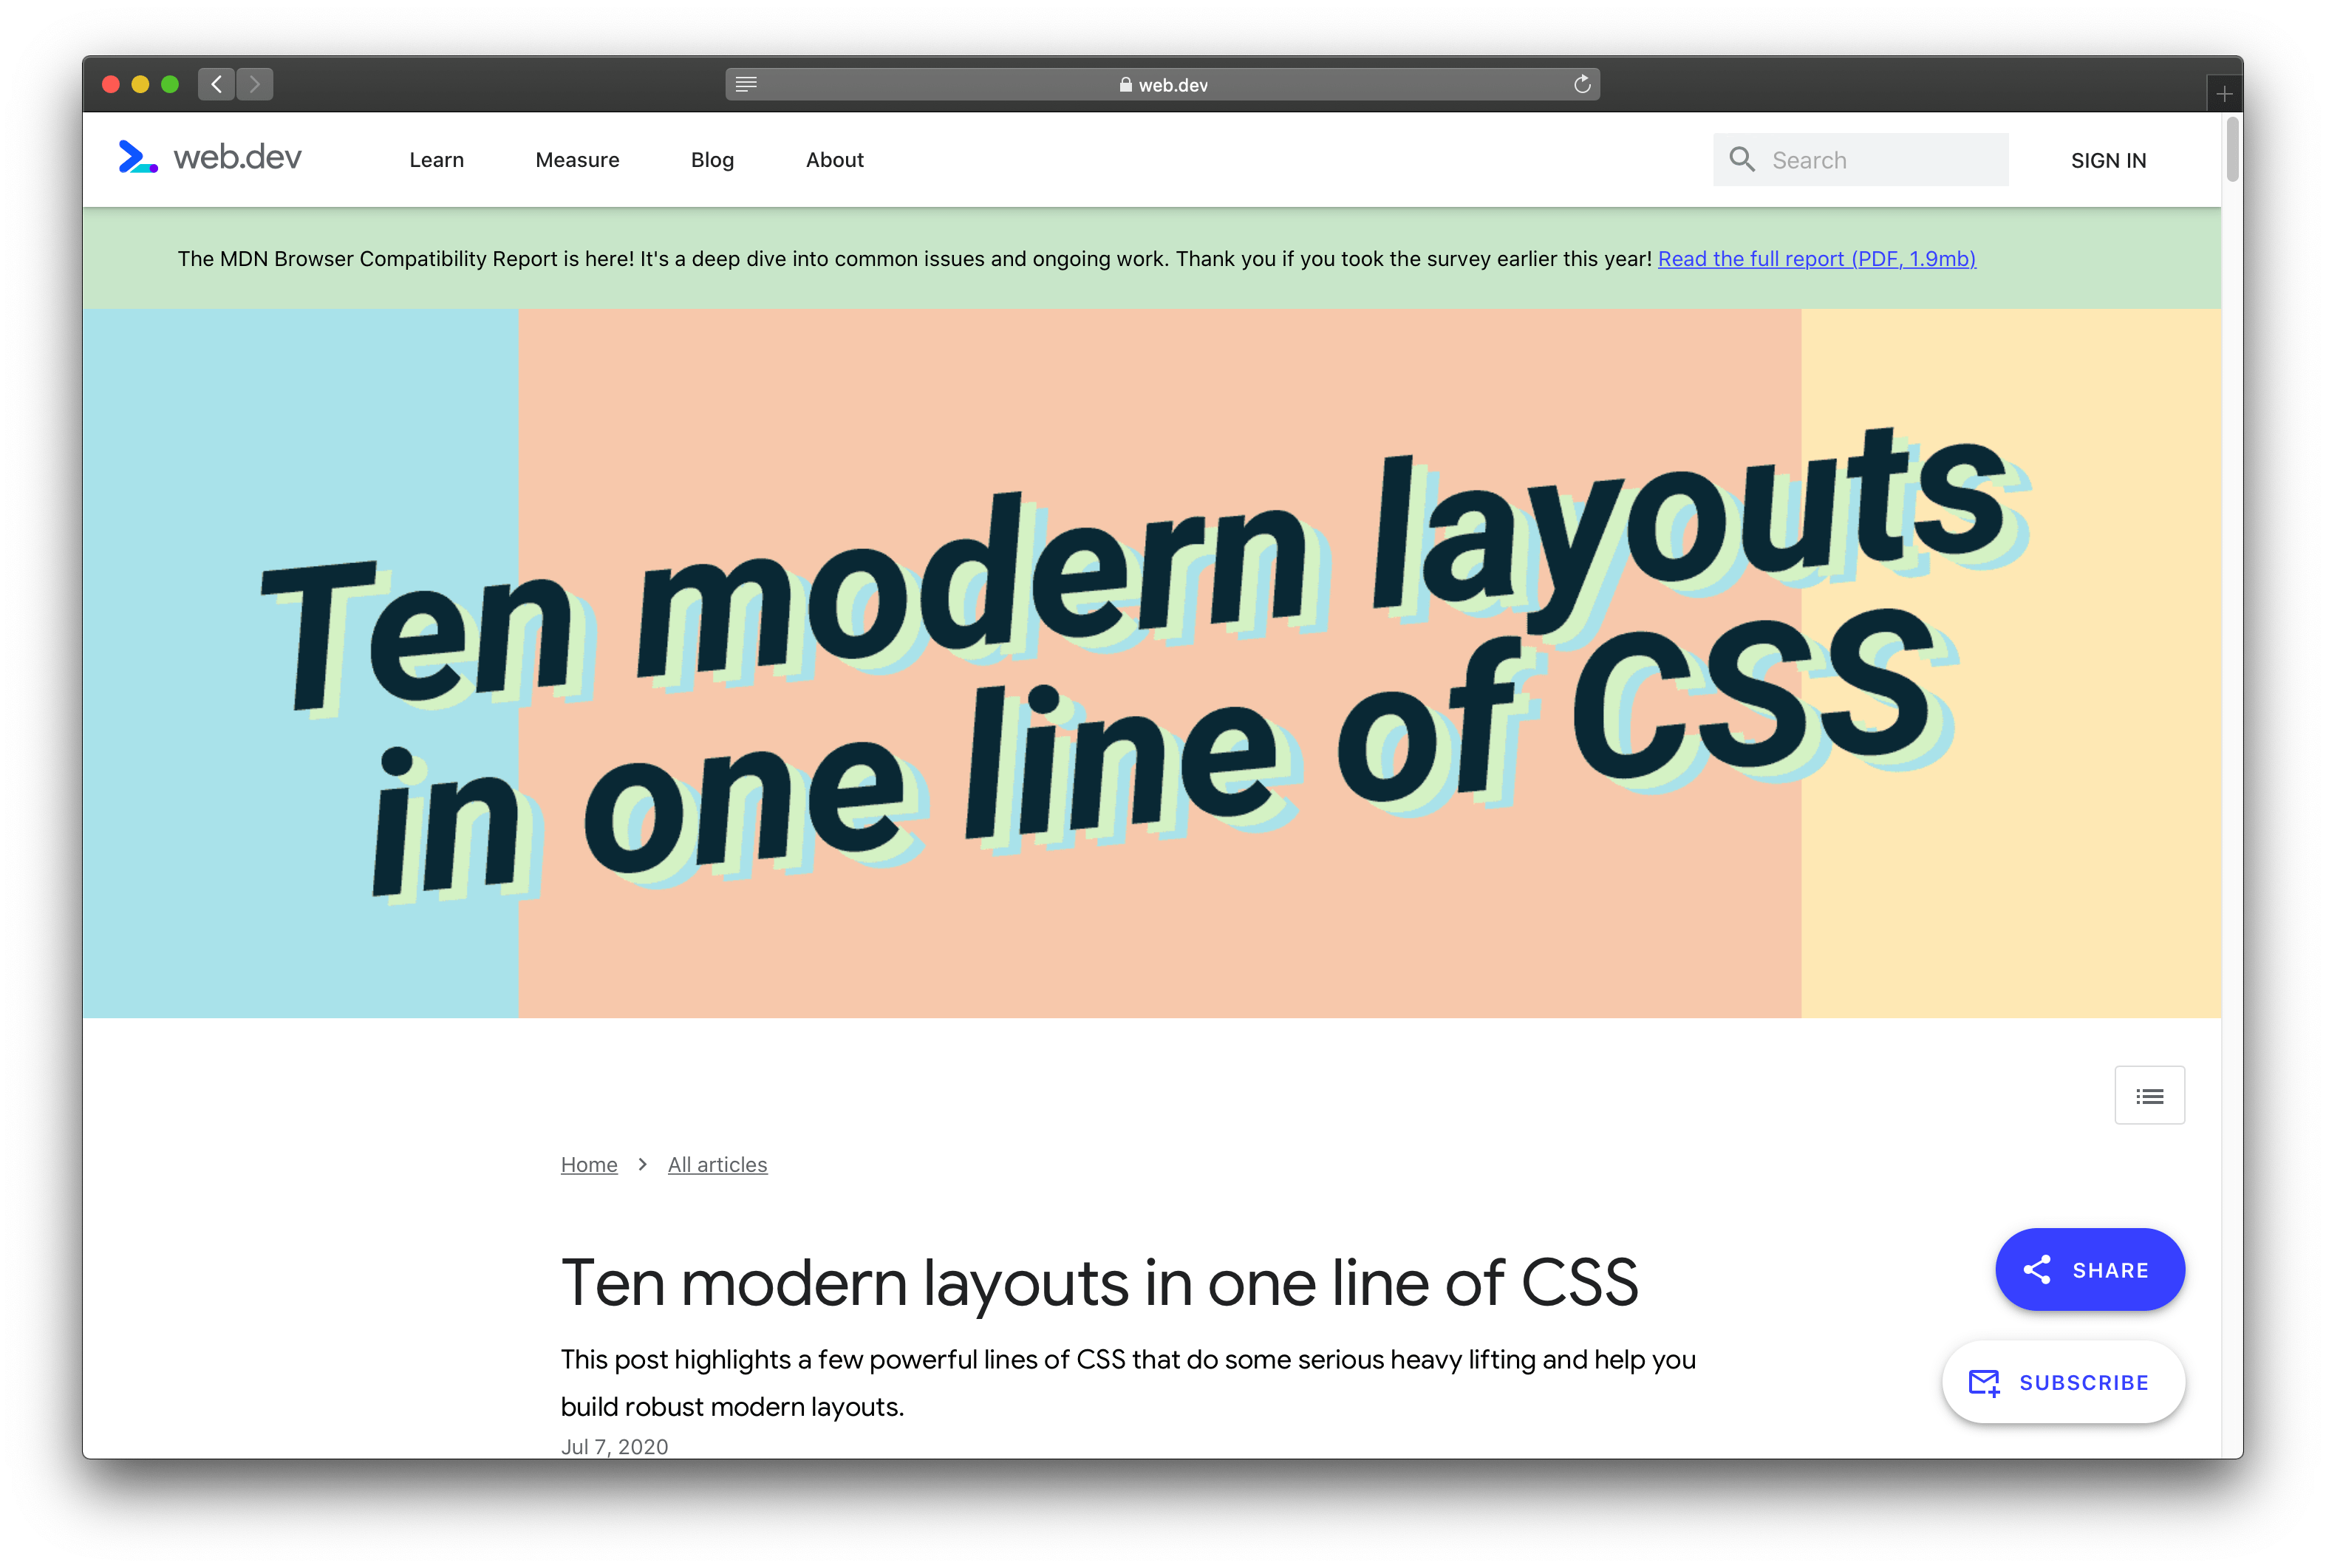 web.dev
web.dev
Learn
Measure
Blog
About
Search
SIGN IN
The MDN Browser Compatibility Report is here! It's a deep dive into common issues and ongoing work. Thank you if you took the survey earlier this year! Read the full report (PDF, 1.9mb)
Ten modern layouts
in one line of CSS
Home
All articles
Ten modern layouts in one line of CSS
SHARE
This post highlights a few powerful lines of CSS that do some serious heavy lifting and help you
build robust modern layouts.
SUBSCRIBE
Jul 7, 2020